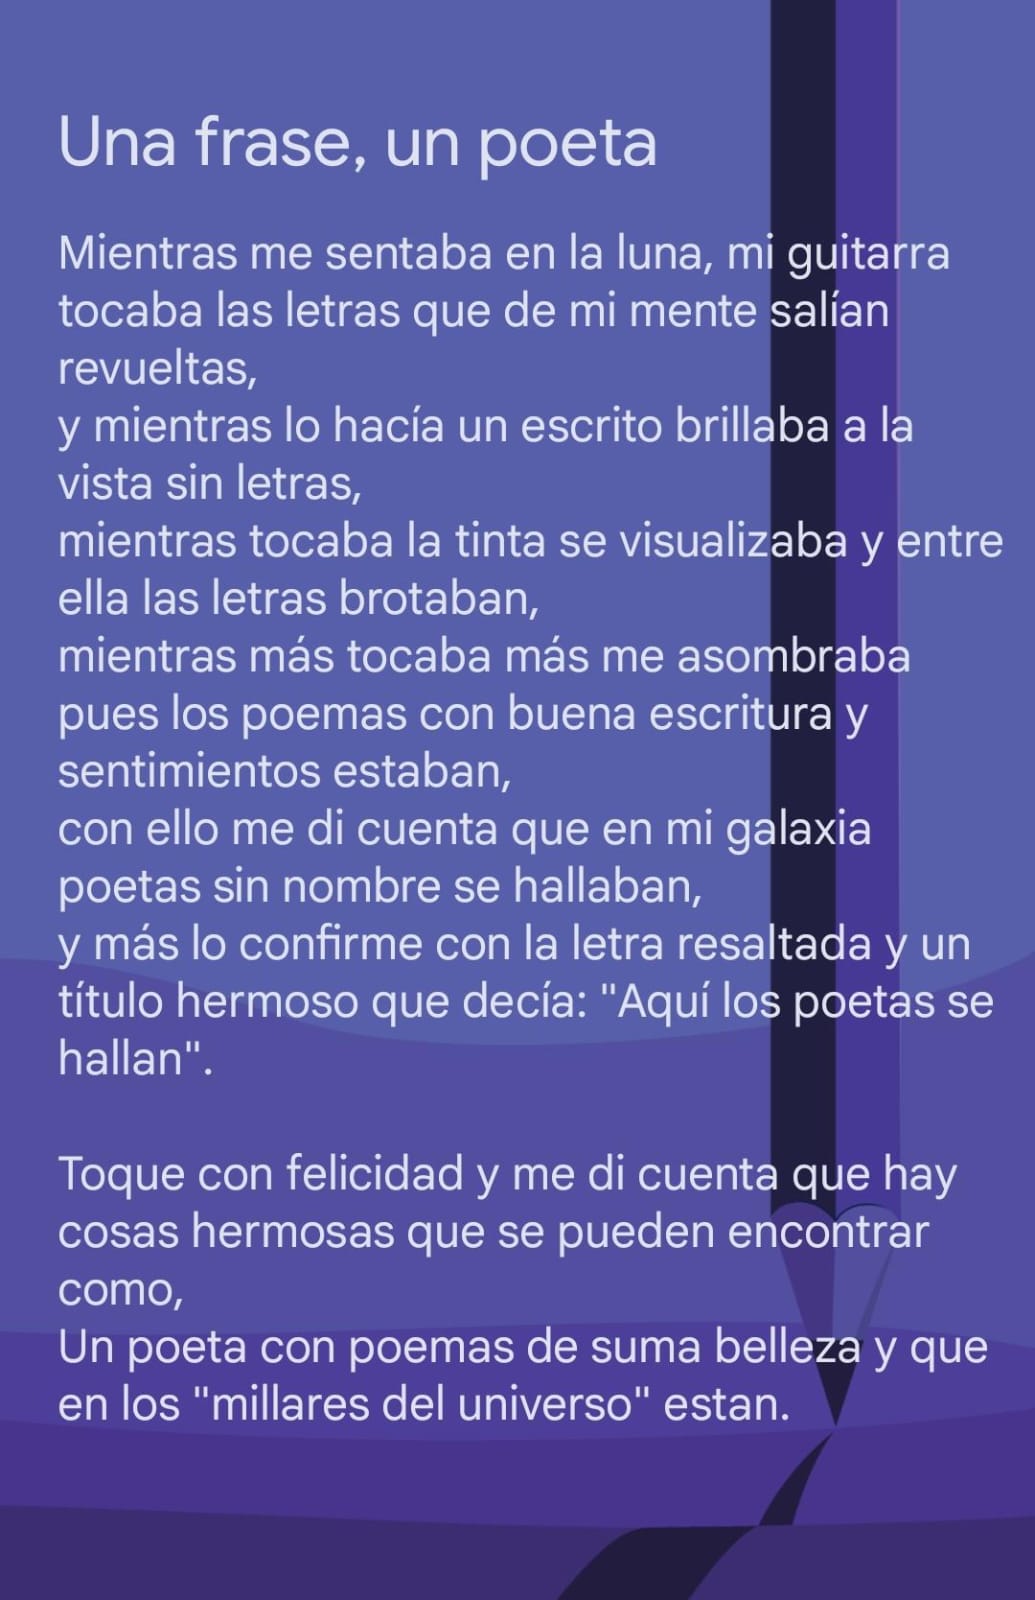 Una frase, un poeta
Mientras me sentaba en la luna, mi guitarra
tocaba las letras que de mi mente salían
revueltas,
y mientras lo hacía un escrito brillaba a la
vista sin letras,
mientras tocaba la tinta se visualizaba y entre
ella las letras brotaban,
mientras más tocaba más me asombraba
pues los poemas con buena escritura y
sentimientos estaban,
con ello me di cuenta que en mi galaxia
poetas sin nombre se hallaban,
y más lo confirme con la letra resaltada y un
título hermoso que decía: "Aquí los poetas se
hallan".
Toque con felicidad y me di cuenta que hay
cosas hermosas que se pueden encontrar
como,
Un poeta con poemas de suma belleza y que
en los "millares del universo" estan.